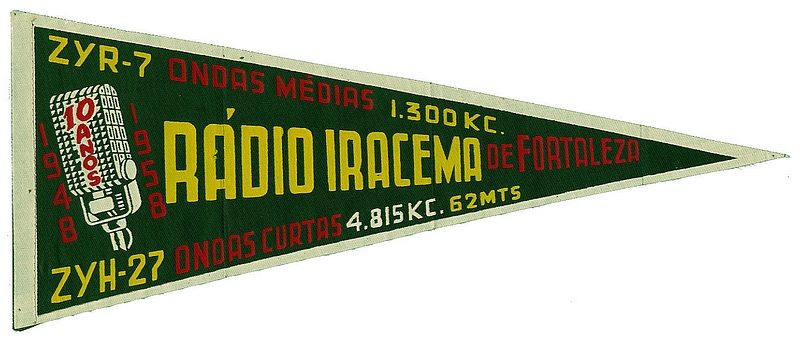 ZYR-7 ONDAS MÉDIAS 1.300 KC.
10 ANOS
1948 1958
RÁDIO IRACEMA DE FORTALEZA
ZYH-27 ONDAS CURTAS 4.815 KC. 62 MTS